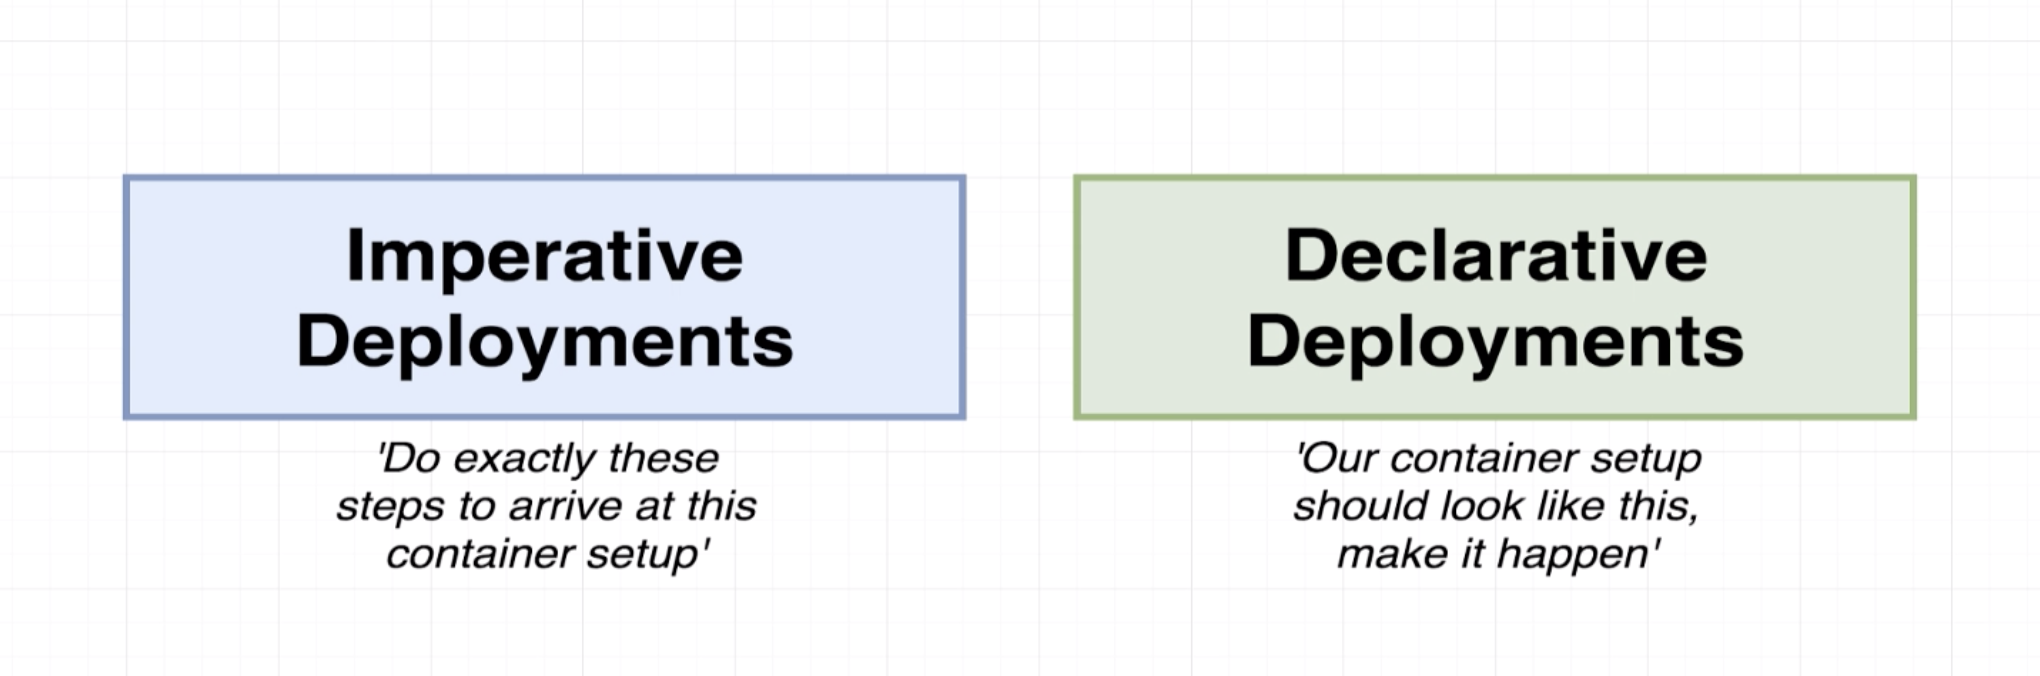 Imperative
Deployments
'Do exactly these
steps to arrive at this
container setup'
Declarative
Deployments
'Our container setup
should look like this,
make it happen'